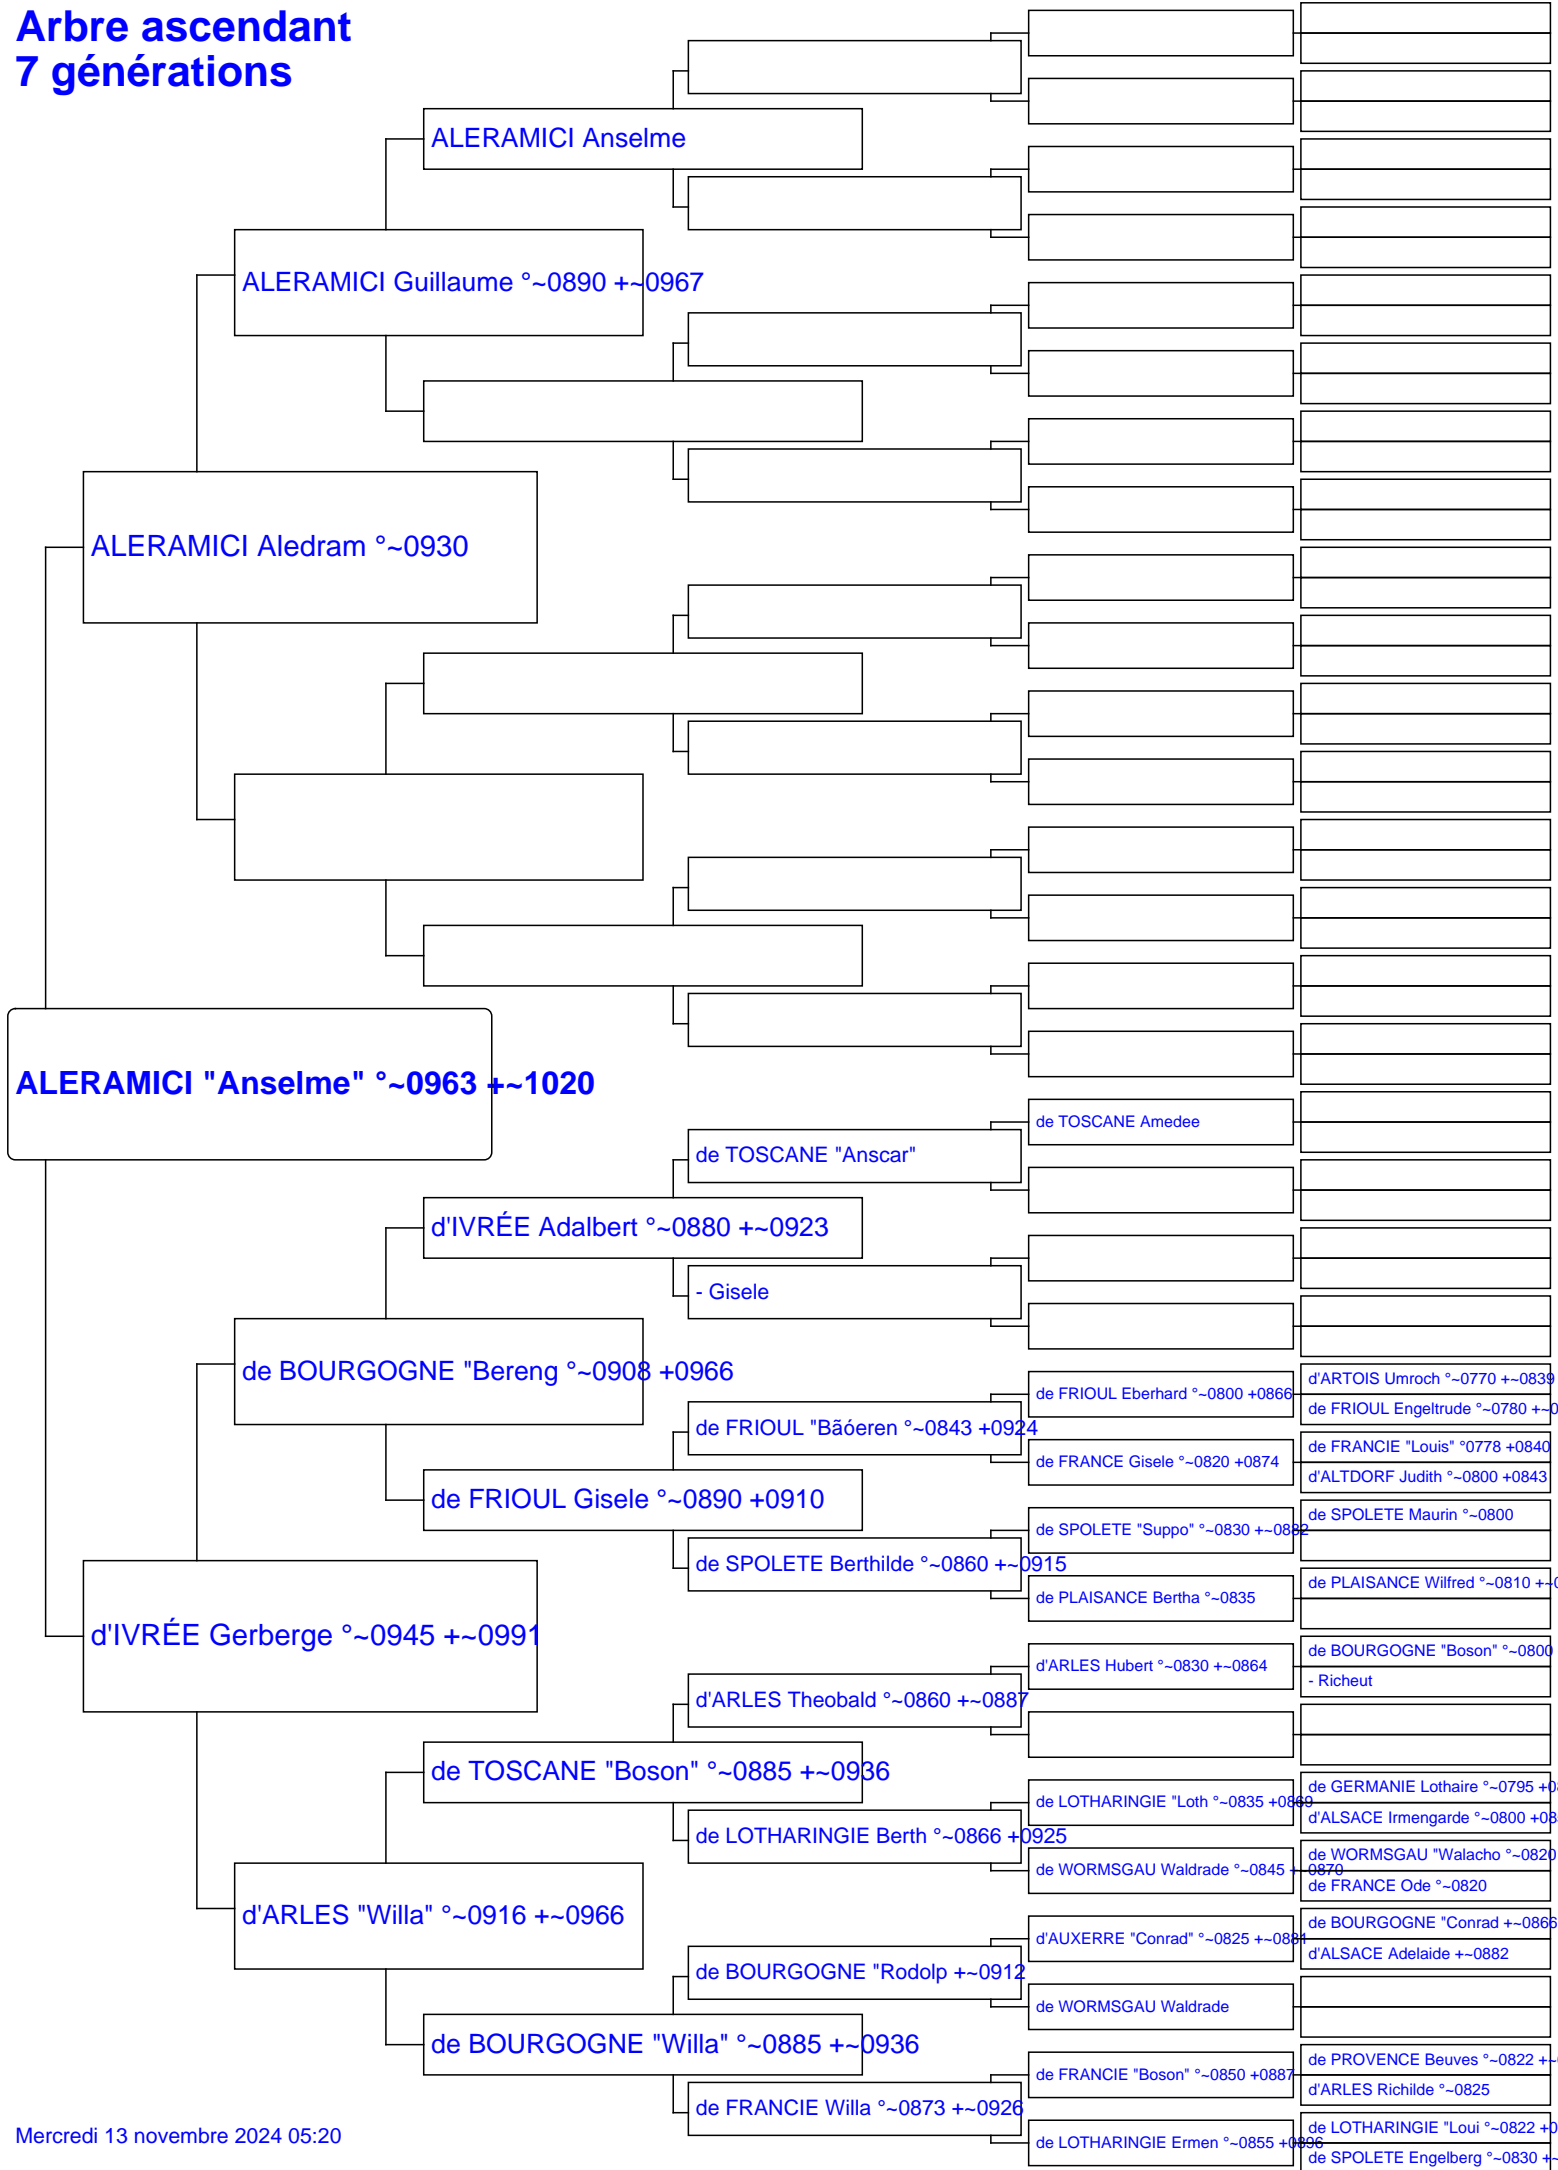 Arbre ascendant
7 générations
ALERAMICI Anselme
ALERAMICI Guillaume °~0890 +~0967
ALERAMICI Aledram °~0930
ALERAMICI "Anselme" °~0963 +~1020
de TOSCANE Amedee
de TOSCANE "Anscar"
d'IVRÉE Adalbert °~0880 +~0923
- Gisele
de BOURGOGNE "Bereng °~0908 +0966
d'ARTOIS Umroch °~0770 +~0839
de FRIOUL Eberhard °~0800 +0866
de FRIOUL Engeltrude °~0780 +~0
de FRIOUL "Bãóeren °~0843 +0924
de FRANCIE "Louis" °0778 +0840
de FRANCE Gisele °~0820 +0874
d'ALTDORF Judith °~0800 +0843
de FRIOUL Gisele °~0890 +0910
de SPOLETE Maurin °~0800
de SPOLETE "Suppo" °~0830 +~0882
de SPOLETE Berthilde °~0860 +~0915
de PLAISANCE Wilfred °~0810 +~0
de PLAISANCE Bertha °~0835
d'IVRÉE Gerberge °~0945 +~0991
de BOURGOGNE "Boson" °~0800
d'ARLES Hubert °~0830 +~0864
- Richeut
d'ARLES Theobald °~0860 +~0887
de TOSCANE "Boson" °~0885 +~0936
de GERMANIE Lothaire °~0795 +08
de LOTHARINGIE "Loth °~0835 +0869
d'ALSACE Irmengarde °~0800 +08
de LOTHARINGIE Berth °~0866 +0925
de WORMSGAU "Walacho °~0820
de WORMSGAU Waldrade °~0845 +~0870
de FRANCE Ode °~0820
d'ARLES "Willa" °~0916 +~0966
de BOURGOGNE "Conrad +~0866
d'AUXERRE "Conrad" °~0825 +~0881
d'ALSACE Adelaide +~0882
de BOURGOGNE "Rodolp +~0912
de WORMSGAU Waldrade
de BOURGOGNE "Willa" °~0885 +~0936
de PROVENCE Beuves °~0822 +~
de FRANCIE "Boson" °~0850 +0887
d'ARLES Richilde °~0825
de FRANCIE Willa °~0873 +~0926
de LOTHARINGIE "Loui °~0822 +0
de LOTHARINGIE Ermen °~0855 +0896
de SPOLETE Engelberg °~0830 +~
Mercredi 13 novembre 2024 05:20